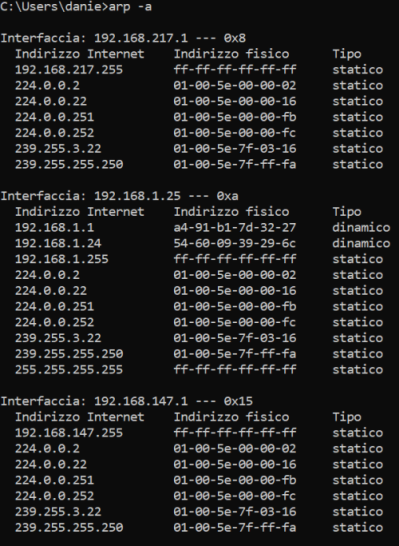 C:\Users\danie>arp -a
Interfaccia: 192.168.217.1 --- 0x8
Indirizzo Internet Indirizzo fisico Tipo
192.168.217.255 ff-ff-ff-ff-ff-ff statico
224.0.0.2 01-00-5e-00-00-02 statico
224.0.0.22 01-00-5e-00-00-16 statico
224.0.0.251 01-00-5e-00-00-fb statico
224.0.0.252 01-00-5e-00-00-fc statico
239.255.3.22 01-00-5e-7f-03-16 statico
239.255.255.250 01-00-5e-7f-ff-fa statico
Interfaccia: 192.168.1.25 --- 0xa
Indirizzo Internet Indirizzo fisico Tipo
192.168.1.1 a4-91-b1-7d-32-27 dinamico
192.168.1.24 54-60-09-39-29-6c dinamico
192.168.1.255 ff-ff-ff-ff-ff-ff statico
224.0.0.2 01-00-5e-00-00-02 statico
224.0.0.22 01-00-5e-00-00-16 statico
224.0.0.251 01-00-5e-00-00-fb statico
224.0.0.252 01-00-5e-00-00-fc statico
239.255.3.22 01-00-5e-7f-03-16 statico
239.255.255.250 01-00-5e-7f-ff-fa statico
255.255.255.255 ff-ff-ff-ff-ff-ff statico
Interfaccia: 192.168.147.1 --- 0x15
Indirizzo Internet Indirizzo fisico Tipo
192.168.147.255 ff-ff-ff-ff-ff-ff statico
224.0.0.2 01-00-5e-00-00-02 statico
224.0.0.22 01-00-5e-00-00-16 statico
224.0.0.251 01-00-5e-00-00-fb statico
224.0.0.252 01-00-5e-00-00-fc statico
239.255.3.22 01-00-5e-7f-03-16 statico
239.255.255.250 01-00-5e-7f-ff-fa statico